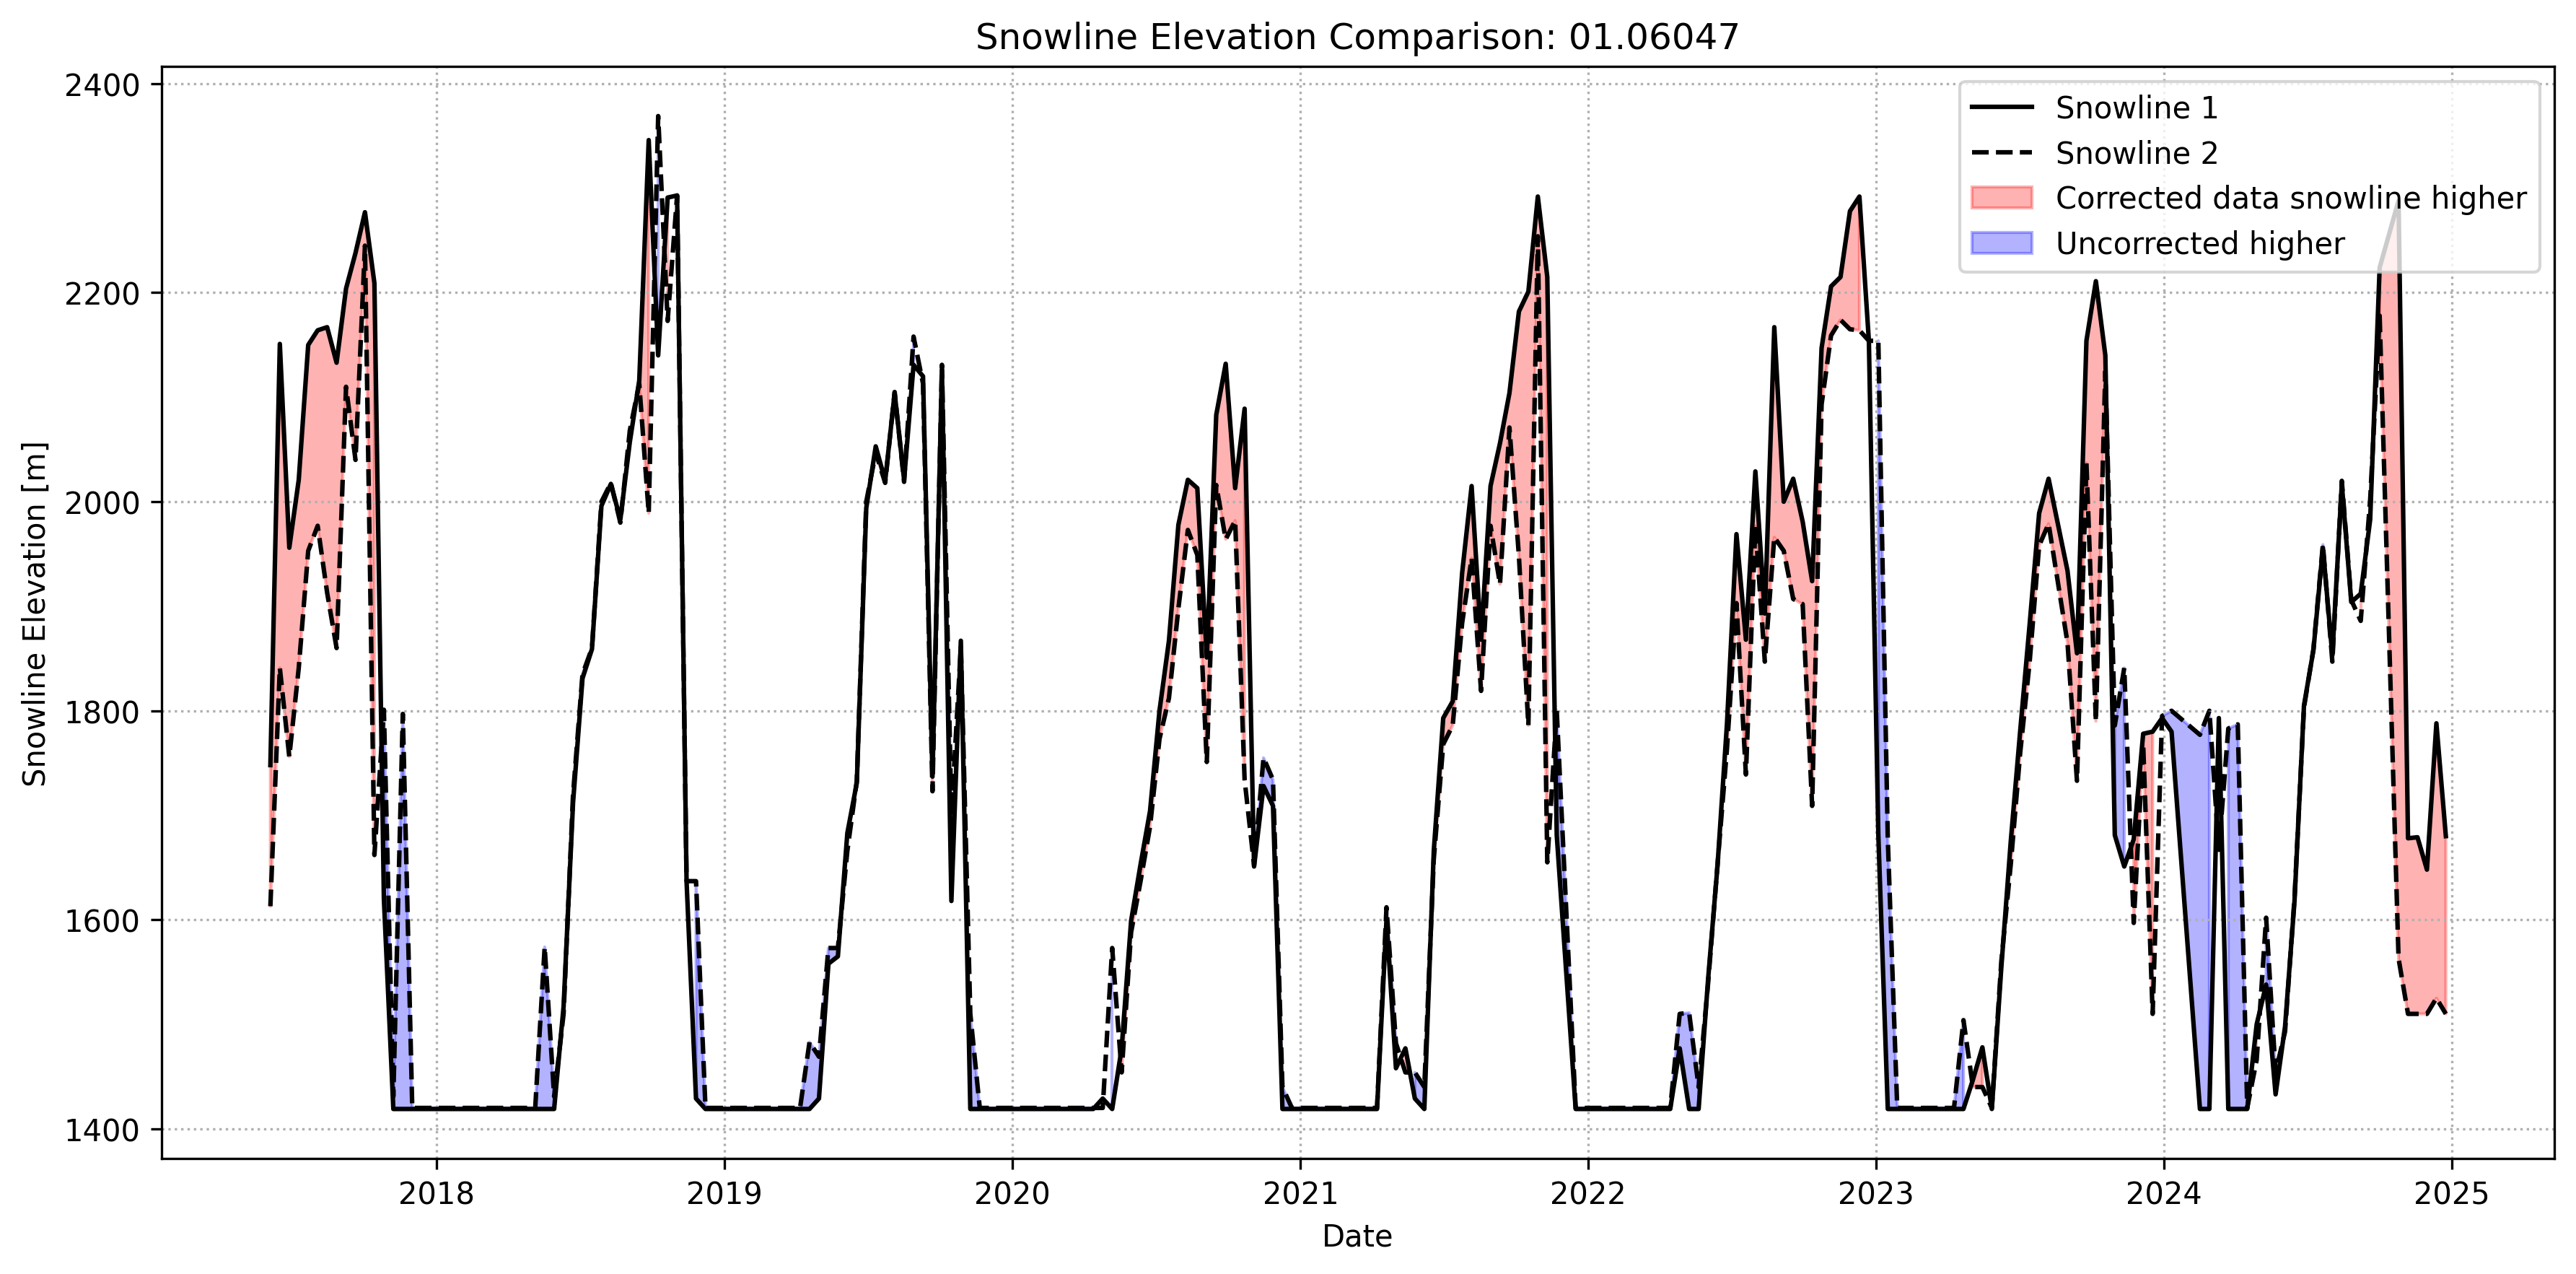 Snowline Elevation Comparison: 01.06047
2400
2200
2000
1800
1600
1400
Snowline Elevation [m]
Snowline 1
Snowline 2
Corrected data snowline higher
Uncorrected higher
2018
2019
2020
2021
2022
2023
2024
2025
Date